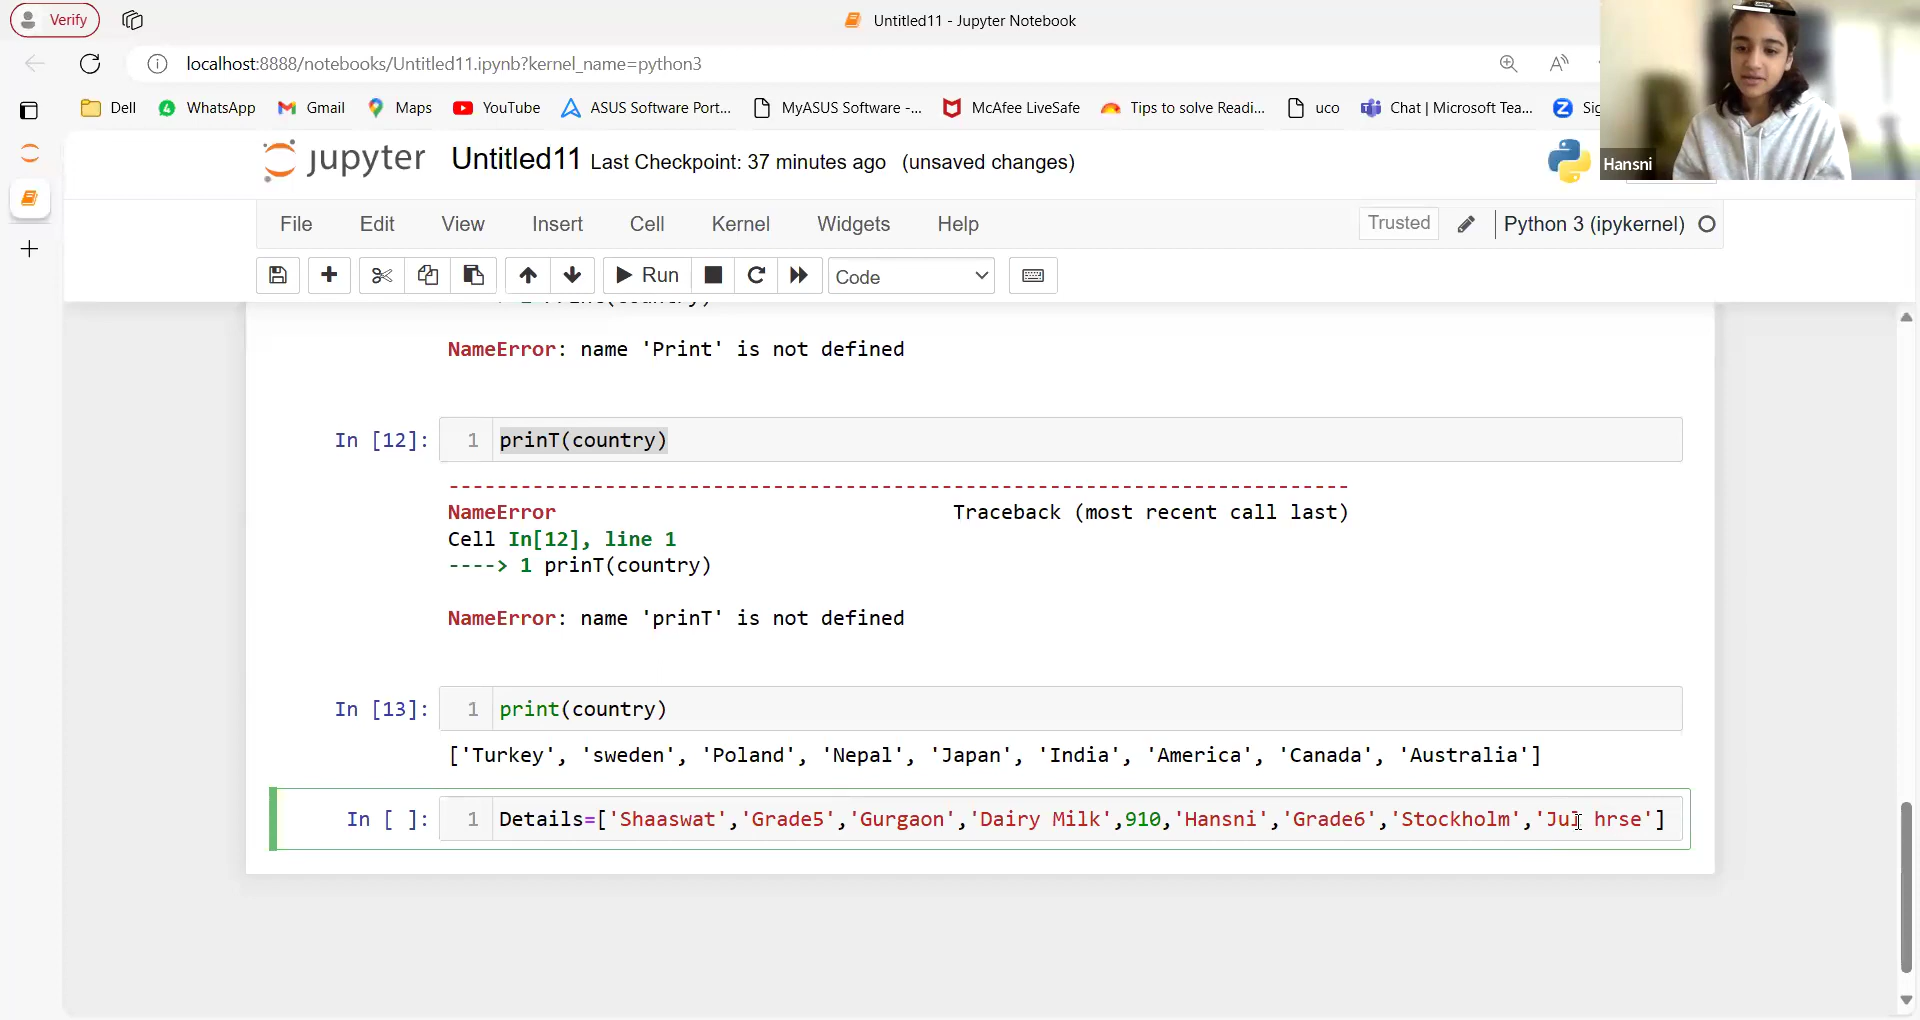 Verify
Untitled11 - Jupyter Notebook
localhost:8888/notebooks/Untitled11.ipynb?kernel_name=python3
Dell WhatsApp Gmail Maps YouTube ASUS Software Port... MyASUS Software -... McAfee LiveSafe Tips to solve Readi... uco Chat | Microsoft Tea... Sig
Hansni
jupyter Untitled11 Last Checkpoint: 37 minutes ago (unsaved changes)
File Edit View Insert Cell Kernel Widgets Help Trusted Python 3 (ipykernel)
Run Code
NameError: name 'Print' is not defined
In [12]: 1 prinT(country)
---------------------------------------------------------------------------
NameError Traceback (most recent call last)
Cell In[12], line 1
----> 1 prinT(country)
NameError: name 'prinT' is not defined
In [13]: 1 print(country)
['Turkey', 'sweden', 'Poland', 'Nepal', 'Japan', 'India', 'America', 'Canada', 'Australia']
In [ ]: 1 Details=['Shaaswat','Grade5','Gurgaon','Dairy Milk',910,'Hansni','Grade6','Stockholm','Jul hrse']